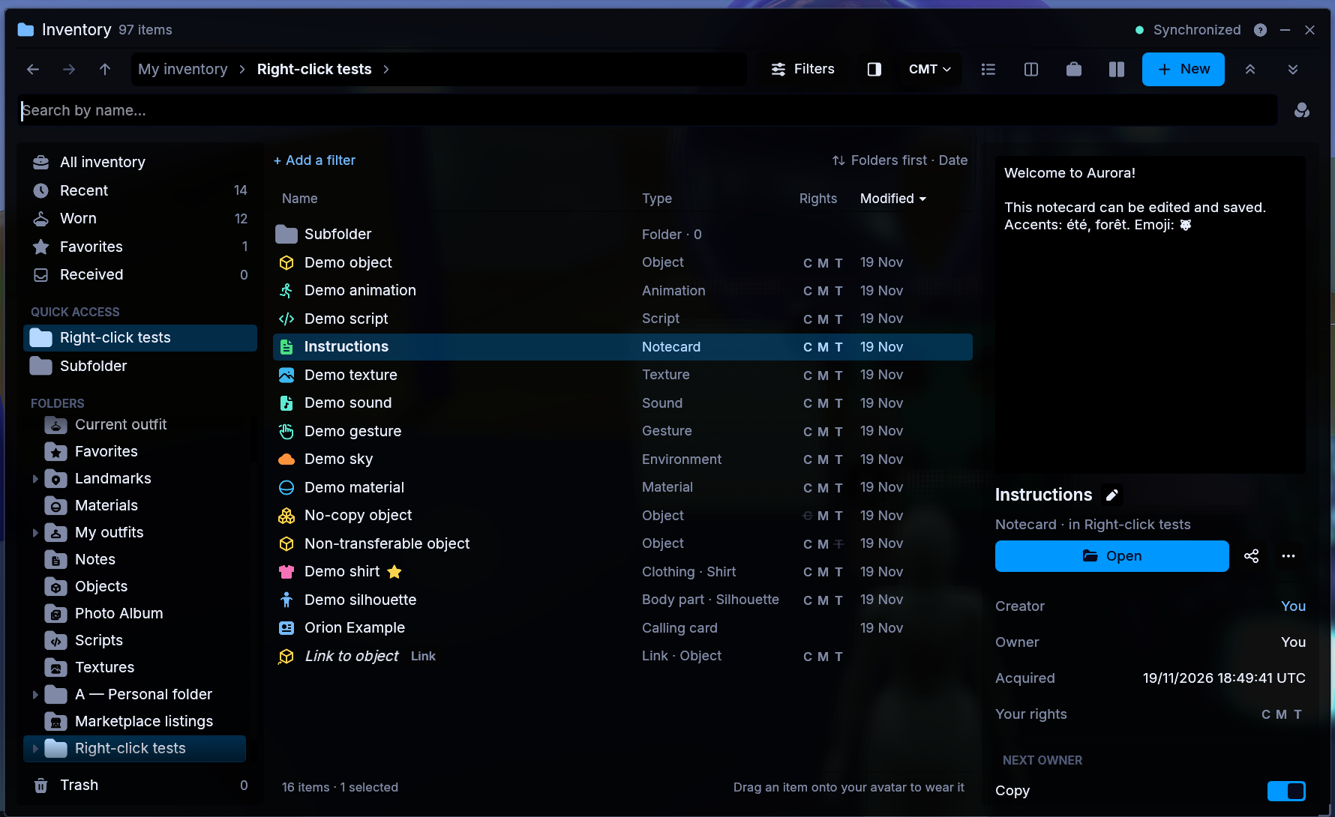 Inventory 97 items
Synchronized
My inventory > Right-click tests >
Filters
CMT
+ New
Search by name...
All inventory
Recent 14
Worn 12
Favorites 1
Received 0
QUICK ACCESS
Right-click tests
Subfolder
FOLDERS
Current outfit
Favorites
Landmarks
Materials
My outfits
Notes
Objects
Photo Album
Scripts
Textures
A — Personal folder
Marketplace listings
Right-click tests
Trash 0
+ Add a filter
Folders first · Date
Name Type Rights Modified
Subfolder Folder · 0
Demo object Object C M T 19 Nov
Demo animation Animation C M T 19 Nov
Demo script Script C M T 19 Nov
Instructions Notecard C M T 19 Nov
Demo texture Texture C M T 19 Nov
Demo sound Sound C M T 19 Nov
Demo gesture Gesture C M T 19 Nov
Demo sky Environment C M T 19 Nov
Demo material Material C M T 19 Nov
No-copy object Object C M T 19 Nov
Non-transferable object Object C M T 19 Nov
Demo shirt ⭐ Clothing · Shirt C M T 19 Nov
Demo silhouette Body part · Silhouette C M T 19 Nov
Orion Example Calling card 19 Nov
Link to object Link Link · Object C M T
16 items · 1 selected
Drag an item onto your avatar to wear it
Welcome to Aurora!
This notecard can be edited and saved.
Accents: été, forêt. Emoji:
Instructions
Notecard · in Right-click tests
Open
Creator You
Owner You
Acquired 19/11/2026 18:49:41 UTC
Your rights C M T
NEXT OWNER
Copy